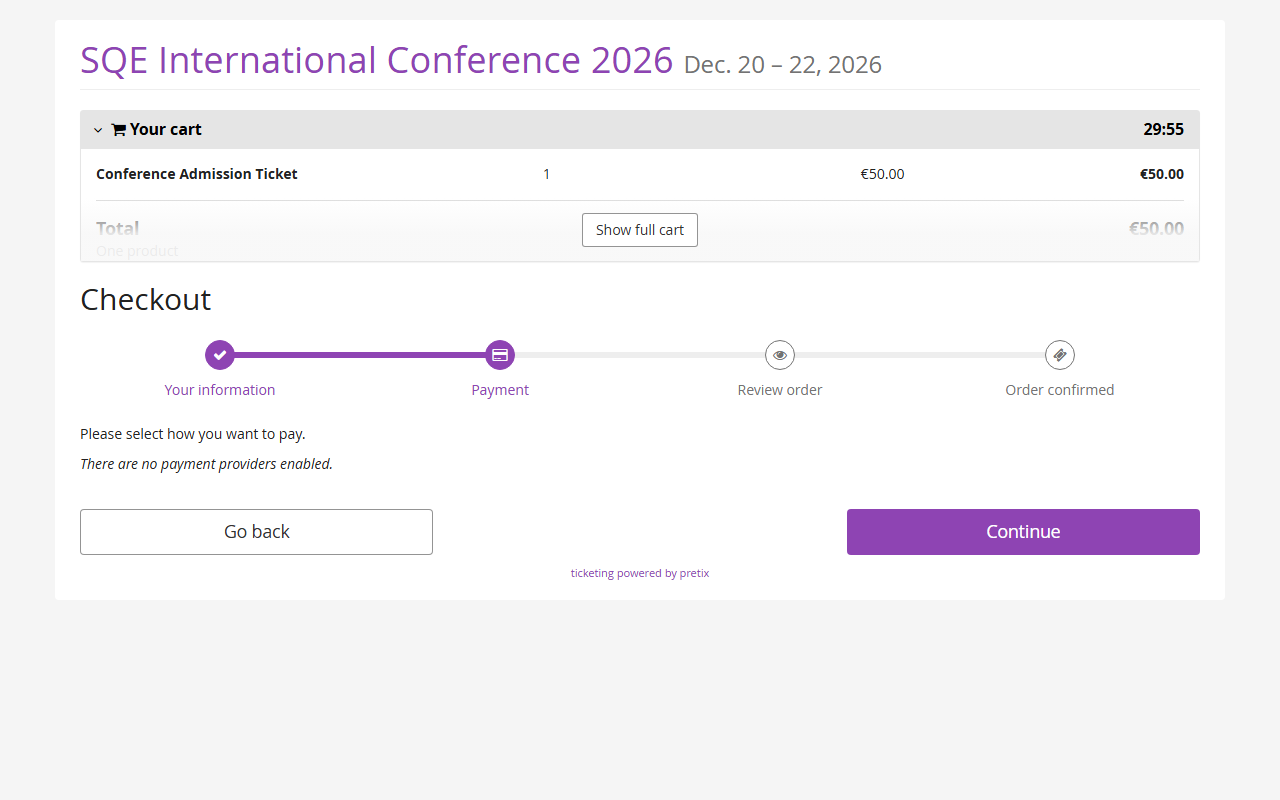 SQE International Conference 2026 Dec. 20 – 22, 2026
Your cart 29:55
Conference Admission Ticket 1 €50.00 €50.00
Total €50.00
Show full cart
One product
Checkout
Your information Payment Review order Order confirmed
Please select how you want to pay.
There are no payment providers enabled.
Go back Continue
ticketing powered by pretix